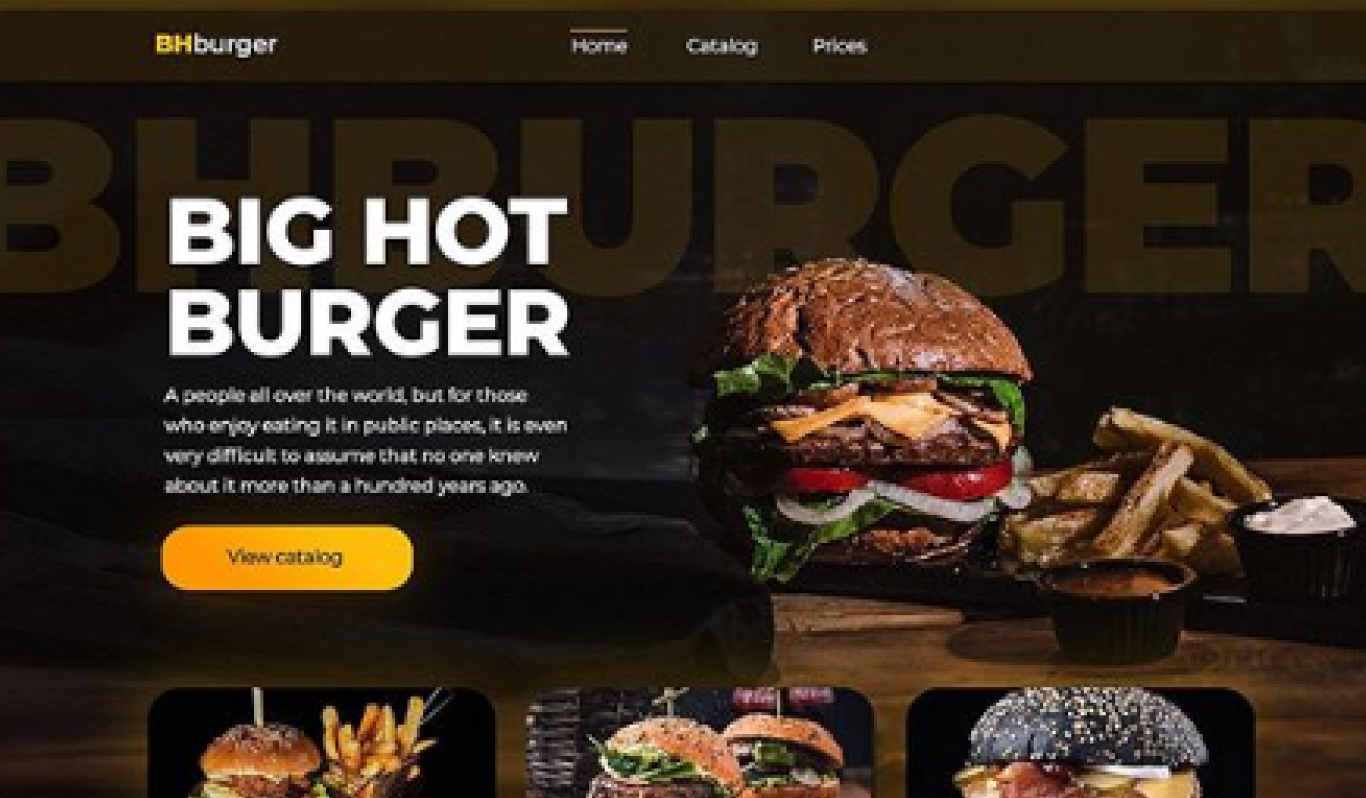 BHburger
Home Catalog Prices
BHBURGER
BIG HOT
BURGER
A people all over the world, but for those
who enjoy eating it in public places, it is even
very difficult to assume that no one knew
about it more than a hundred years ago.
View catalog